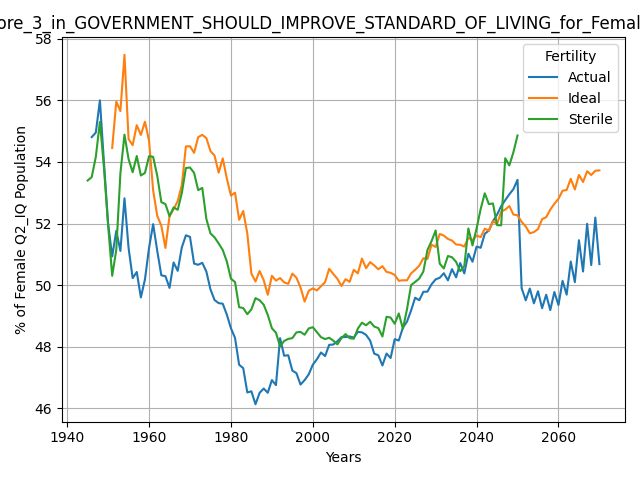 ore_3_in_GOVERNMENT_SHOULD_IMPROVE_STANDARD_OF_LIVING_for_Femal
58
56
54
52
50
48
46
% of Female Q2_IQ Population
Fertility
Actual
Ideal
Sterile
1940
1960
1980
2000
2020
2040
2060
Years